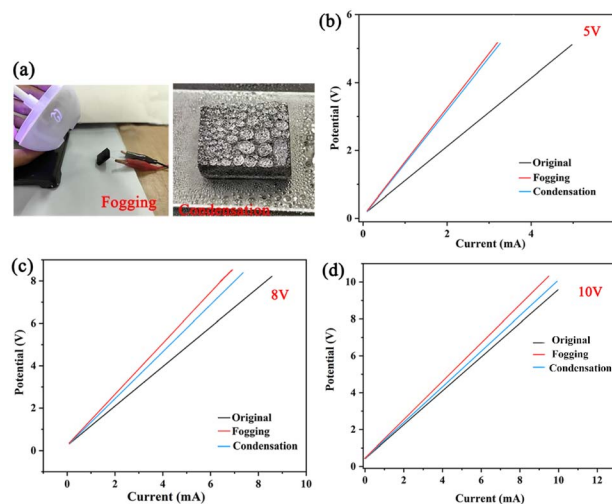 (a)
Fogging
Condensation
(b)
5V
Potential (V)
6
4
2
0
Original
Fogging
Condensation
0
2
4
Current (mA)
(c)
8V
Potential (V)
8
6
4
2
0
Original
Fogging
Condensation
0
2
4
6
8
10
Current (mA)
(d)
10V
Potential (V)
12
10
8
6
4
2
0
Original
Fogging
Condensation
0
2
4
6
8
10
12
Current (mA)